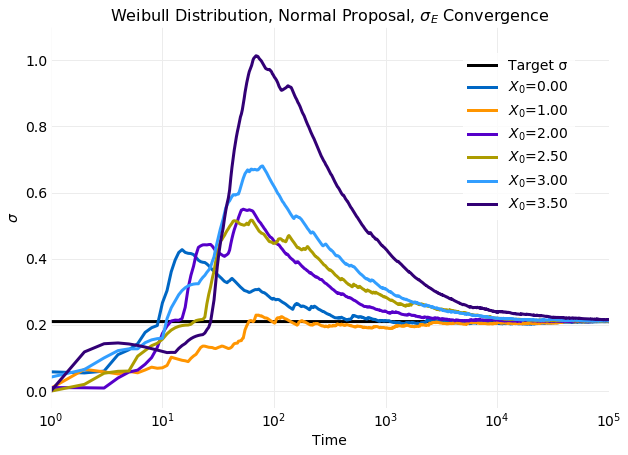 Weibull Distribution, Normal Proposal, σ_E Convergence
Target σ
X₀=0.00
X₀=1.00
X₀=2.00
X₀=2.50
X₀=3.00
X₀=3.50
1.0
0.8
0.6
0.4
0.2
0.0
σ
10⁰ 10¹ 10² 10³ 10⁴ 10⁵
Time